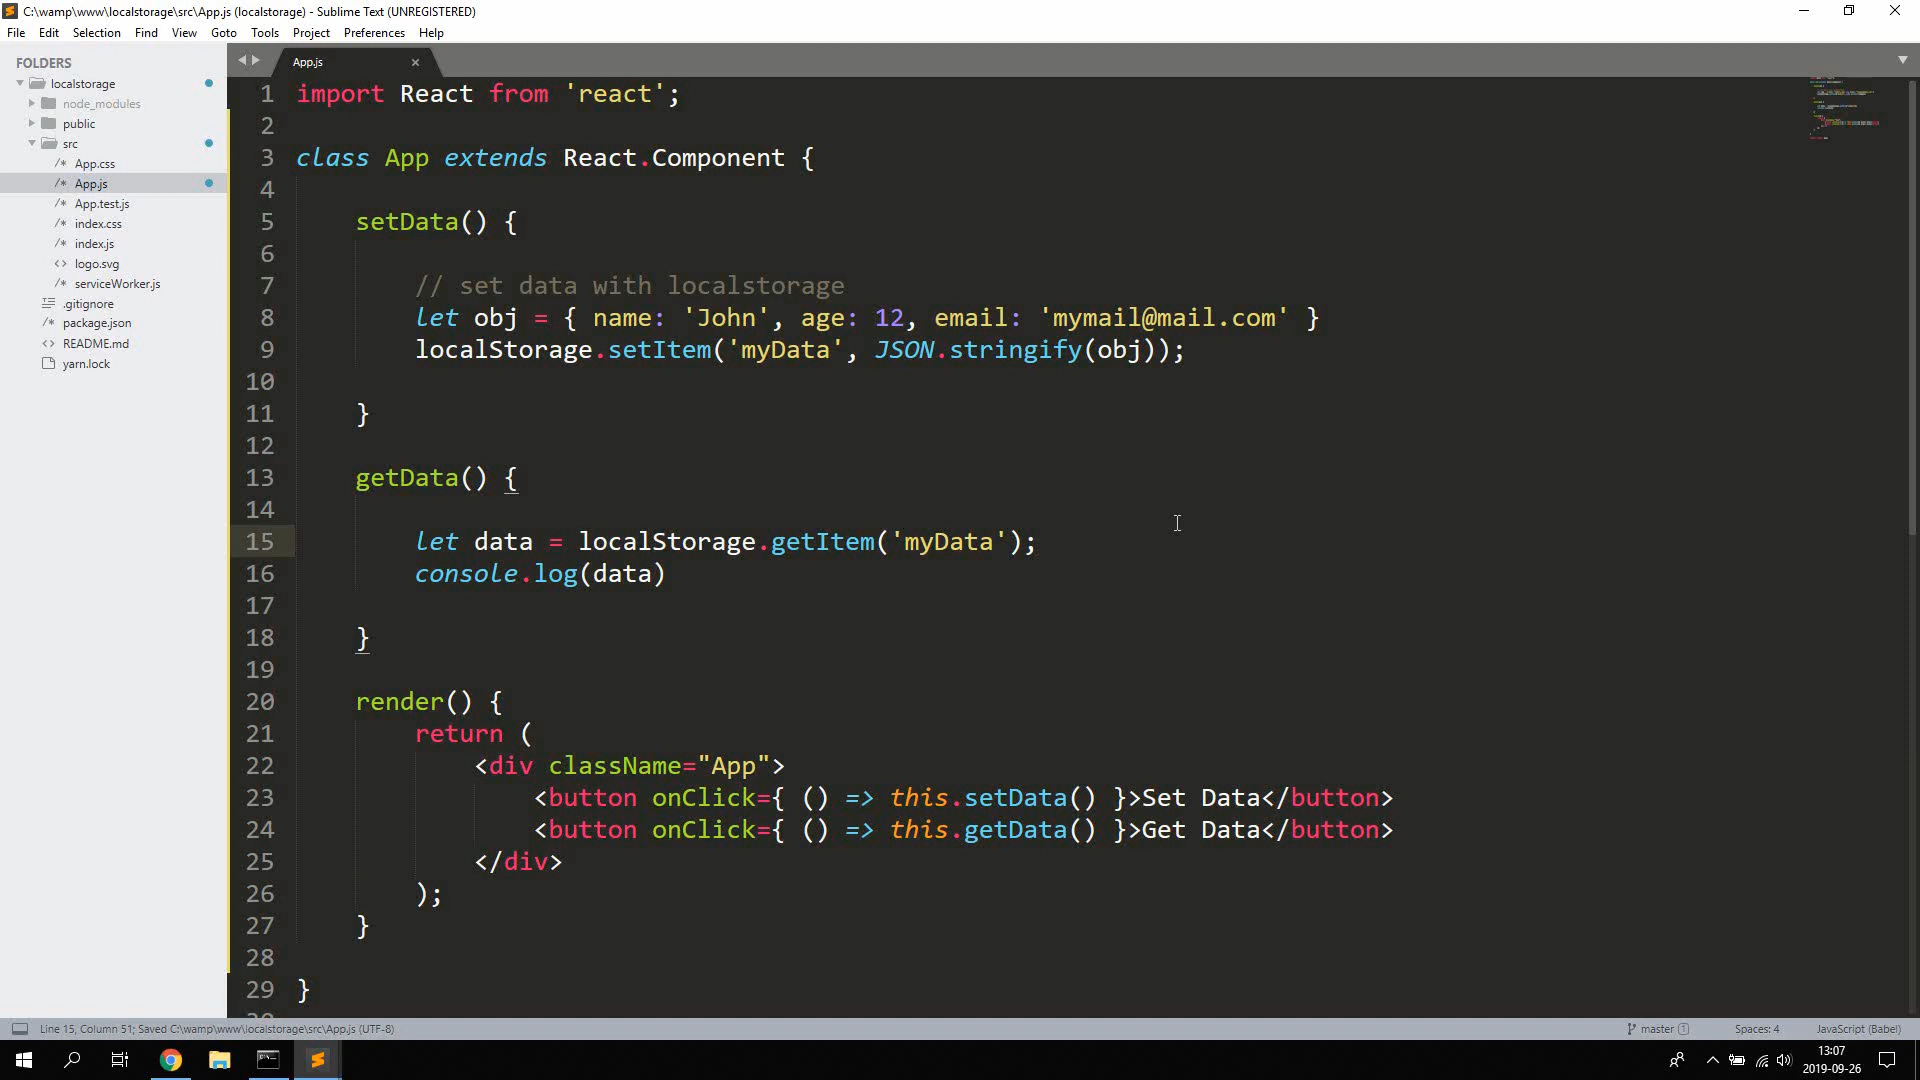 C:\wamp\www\localstorage\src\App.js (localstorage) - Sublime Text (UNREGISTERED)
File Edit Selection Find View Goto Tools Project Preferences Help
FOLDERS
localstorage
node_modules
public
src
/* App.css
/* App.js
/* App.test.js
/* index.css
/* index.js
<> logo.svg
/* serviceWorker.js
.gitignore
/* package.json
<> README.md
yarn.lock
App.js ×
1 import React from 'react';
2
3 class App extends React.Component {
4
5 setData() {
6
7 // set data with localstorage
8 let obj = { name: 'John', age: 12, email: 'mymail@mail.com' }
9 localStorage.setItem('myData', JSON.stringify(obj));
10
11 }
12
13 getData() {
14
15 let data = localStorage.getItem('myData');
16 console.log(data)
17
18 }
19
20 render() {
21 return (
22 <div className="App">
23 <button onClick={ () => this.setData() }>Set Data</button>
24 <button onClick={ () => this.getData() }>Get Data</button>
25 </div>
26 );
27 }
28
29 }
Line 15, Column 51; Saved C:\wamp\www\localstorage\src\App.js (UTF-8)
master 1 Spaces: 4 JavaScript (Babel)
13:07
2019-09-26